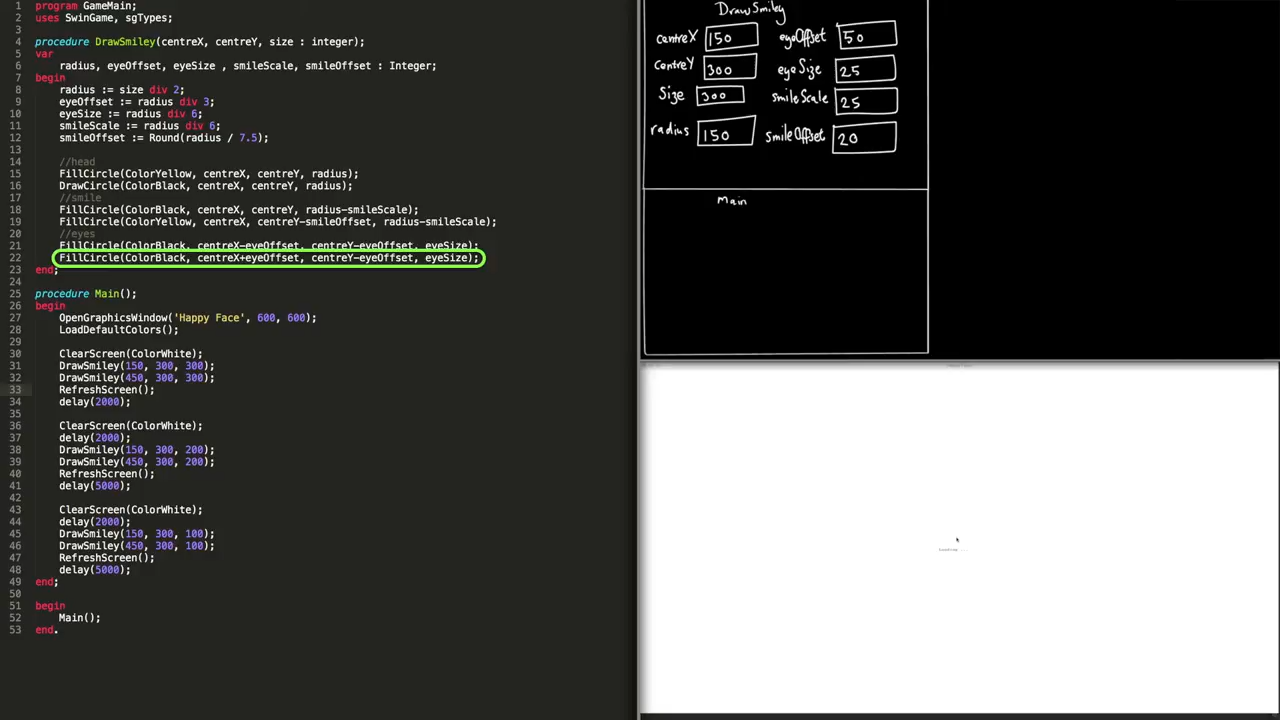 1 program GameMain;
2 uses SwinGame, sgTypes;
3
4 procedure DrawSmiley(centreX, centreY, size : integer);
5 var
6 radius, eyeOffset, eyeSize , smileScale, smileOffset : Integer;
7 begin
8 radius := size div 2;
9 eyeOffset := radius div 3;
10 eyeSize := radius div 6;
11 smileScale := radius div 6;
12 smileOffset := Round(radius / 7.5);
13
14 //head
15 FillCircle(ColorYellow, centreX, centreY, radius);
16 DrawCircle(ColorBlack, centreX, centreY, radius);
17 //smile
18 FillCircle(ColorBlack, centreX, centreY, radius-smileScale);
19 FillCircle(ColorYellow, centreX, centreY-smileOffset, radius-smileScale);
20 //eyes
21 FillCircle(ColorBlack, centreX-eyeOffset, centreY-eyeOffset, eyeSize);
22 FillCircle(ColorBlack, centreX+eyeOffset, centreY-eyeOffset, eyeSize);
23 end;
24
25 procedure Main();
26 begin
27 OpenGraphicsWindow('Happy Face', 600, 600);
28 LoadDefaultColors();
29
30 ClearScreen(ColorWhite);
31 DrawSmiley(150, 300, 300);
32 DrawSmiley(450, 300, 300);
33 RefreshScreen();
34 delay(2000);
35
36 ClearScreen(ColorWhite);
37 delay(2000);
38 DrawSmiley(150, 300, 200);
39 DrawSmiley(450, 300, 200);
40 RefreshScreen();
41 delay(5000);
42
43 ClearScreen(ColorWhite);
44 delay(2000);
45 DrawSmiley(150, 300, 100);
46 DrawSmiley(450, 300, 100);
47 RefreshScreen();
48 delay(5000);
49 end;
50
51 begin
52 Main();
53 end.
DrawSmiley
centreX 150 eyeOffset 50
centreY 300 eyeSize 25
Size 300 smileScale 25
radius 150 smileOffset 20
Main